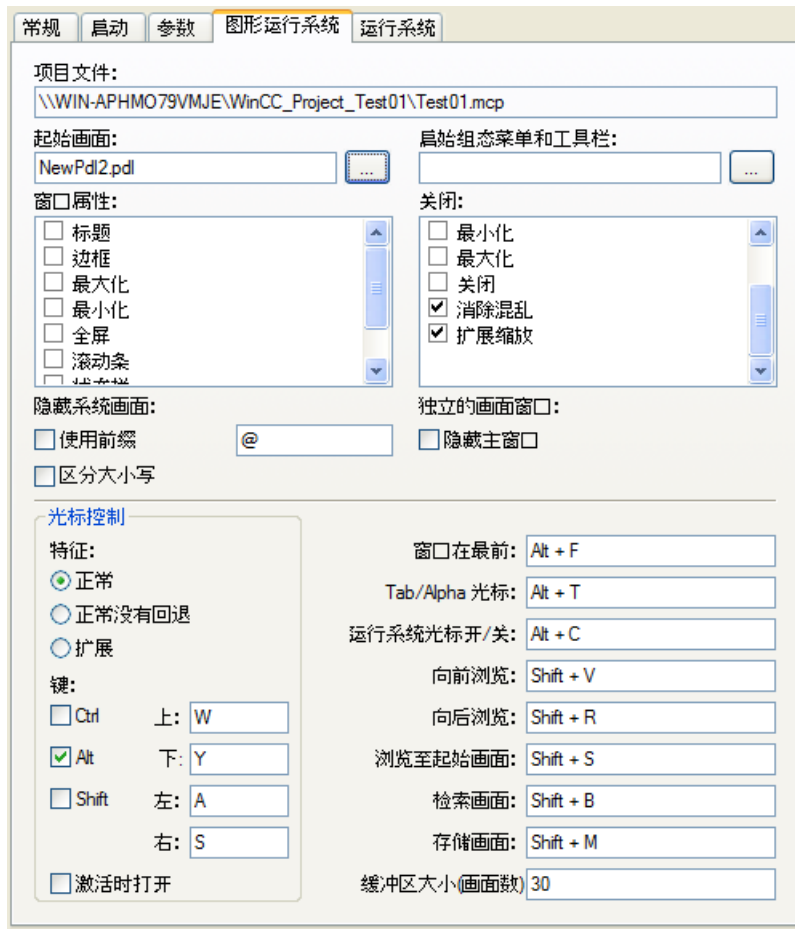 常规 启动 参数 图形运行系统 运行系统
项目文件:
\\WIN-APHMO79VMJE\WinCC_Project_Test01\Test01.mcp
起始画面: 启始组态菜单和工具栏:
NewPdl2.pdl ... ...
窗口属性: 关闭:
标题 最小化
边框 最大化
最大化 关闭
最小化 消除混乱
全屏 扩展缩放
滚动条
隐藏系统画面: 独立的画面窗口:
使用前缀 @ 隐藏主窗口
区分大小写
光标控制
特征: 窗口在最前: Alt + F
正常 Tab/Alpha 光标: Alt + T
正常没有回退 运行系统光标开/关: Alt + C
扩展 向前浏览: Shift + V
键:
Ctrl 上: W 向后浏览: Shift + R
Alt 下: Y 浏览至起始画面: Shift + S
Shift 左: A 检索画面: Shift + B
右: S 存储画面: Shift + M
激活时打开 缓冲区大小(画面数) 30